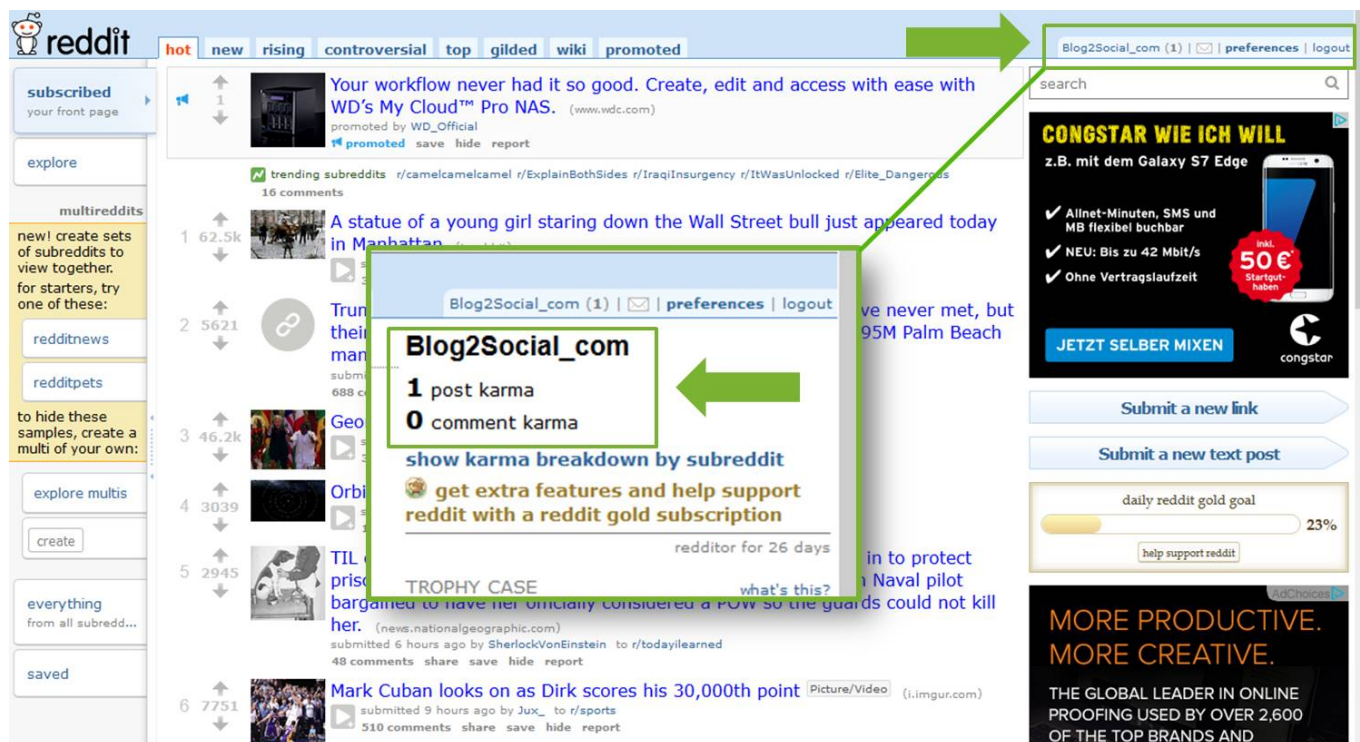 reddit
hot new rising controversial top gilded wiki promoted
Blog2Social_com (1) | preferences | logout
subscribed
your front page
explore
multireddits
new! create sets
of subreddits to
view together.
for starters, try
one of these:
redditnews
redditpets
to hide these
samples, create a
multi of your own:
explore multis
create
everything
from all subredd...
saved
1
Your workflow never had it so good. Create, edit and access with ease with
WD's My Cloud™ Pro NAS. (www.wdc.com)
promoted by WD_Official
promoted save hide report
trending subreddits r/camelcamelcamel r/ExplainBothSides r/IraqiInsurgency r/ItWasUnlocked r/Elite_Dangerous
16 comments
1 62.5k
A statue of a young girl staring down the Wall Street bull just appeared today
in Manhattan
2 5621
ve never met, but
95M Palm Beach
3 46.2k
4 3039
5 2945
TIL
in to protect
Naval pilot
bargained to have her officially considered a POW so the guards could not kill
her. (news.nationalgeographic.com)
submitted 6 hours ago by SherlockVonEinstein to r/todayilearned
48 comments share save hide report
6 7751
Mark Cuban looks on as Dirk scores his 30,000th point Picture/Video (i.imgur.com)
submitted 9 hours ago by Jux_ to r/sports
510 comments share save hide report
Blog2Social_com (1) | preferences | logout
Blog2Social_com
1 post karma
0 comment karma
show karma breakdown by subreddit
get extra features and help support
reddit with a reddit gold subscription
redditor for 26 days
TROPHY CASE what's this?
search
CONGSTAR WIE ICH WILL
z.B. mit dem Galaxy S7 Edge
Allnet-Minuten, SMS und
MB flexibel buchbar
NEU: Bis zu 42 Mbit/s
Ohne Vertragslaufzeit
inkl.
50 €
Startgut-
haben
JETZT SELBER MIXEN
congstar
Submit a new link
Submit a new text post
daily reddit gold goal
23%
help support reddit
AdChoices
MORE PRODUCTIVE.
MORE CREATIVE.
THE GLOBAL LEADER IN ONLINE
PROOFING USED BY OVER 2,600
OF THE TOP BRANDS AND